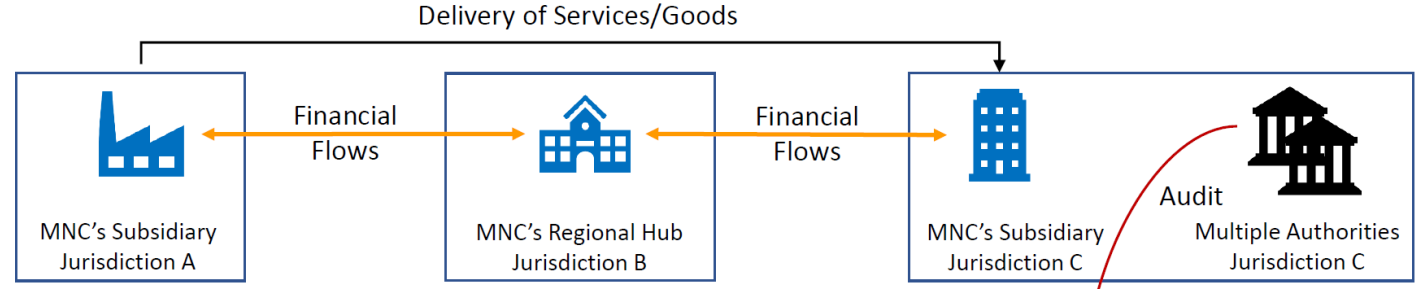 Delivery of Services/Goods
Financial
Flows
Financial
Flows
Audit
MNC's Subsidiary
Jurisdiction A
MNC's Regional Hub
Jurisdiction B
MNC's Subsidiary
Jurisdiction C
Multiple Authorities
Jurisdiction C